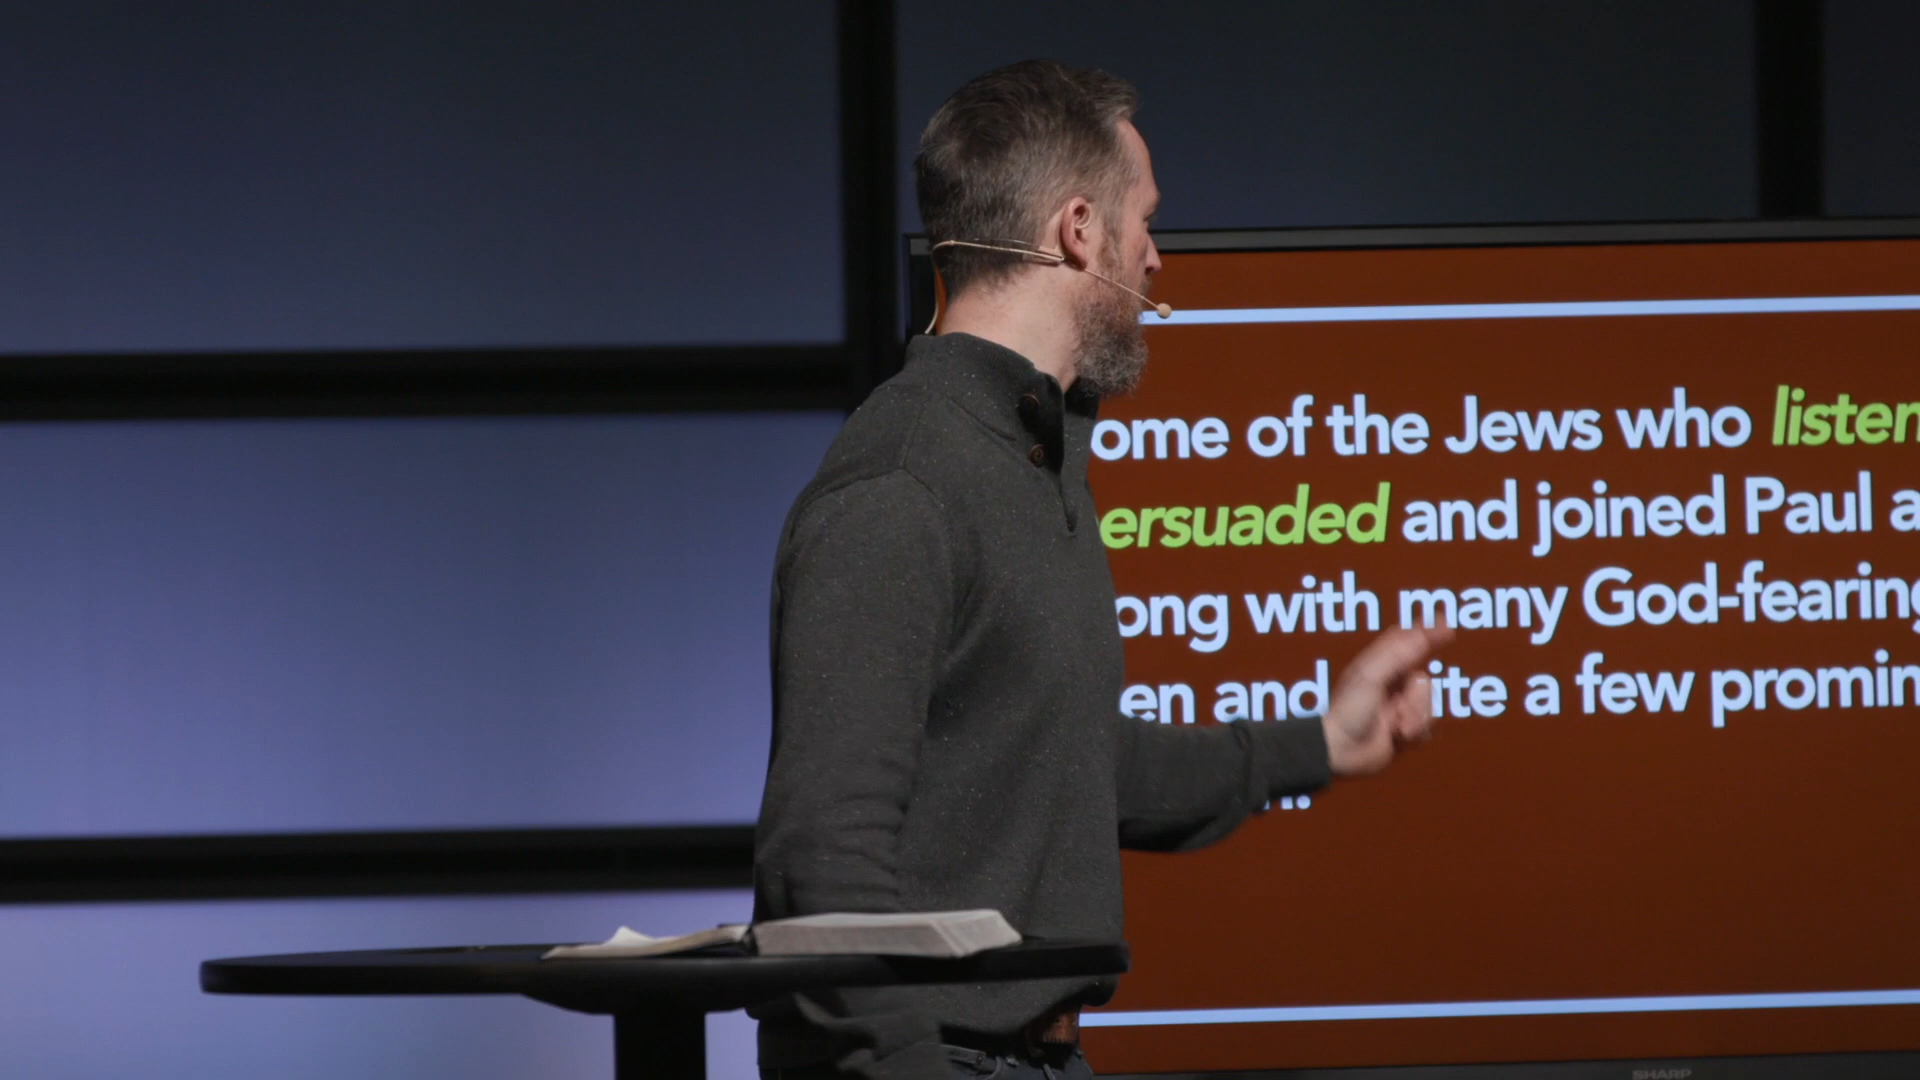 ome of the Jews who listen
ersuaded and joined Paul a
ong with many God-fearing
en and ite a few promin
SHARP